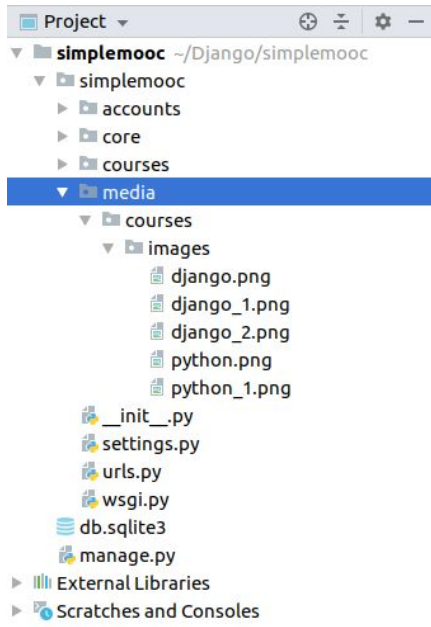 Project
simplemooc ~/Django/simplemooc
simplemooc
accounts
core
courses
media
courses
images
django.png
django_1.png
django_2.png
python.png
python_1.png
__init__.py
settings.py
urls.py
wsgi.py
db.sqlite3
manage.py
External Libraries
Scratches and Consoles